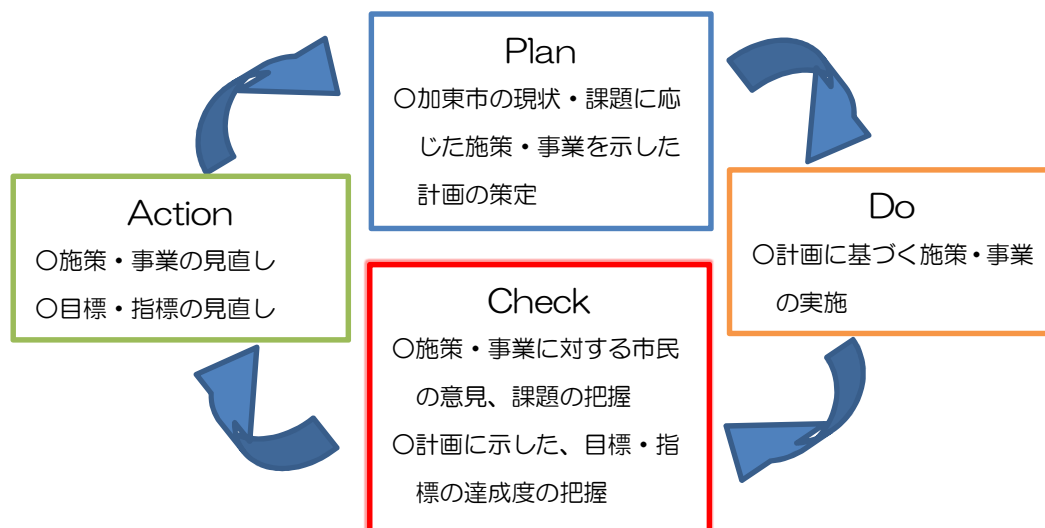 Plan
○加東市の現状・課題に応
じた施策・事業を示した
計画の策定
Do
○計画に基づく施策・事業
の実施
Check
○施策・事業に対する市民
の意見、課題の把握
○計画に示した、目標・指
標の達成度の把握
Action
○施策・事業の見直し
○目標・指標の見直し